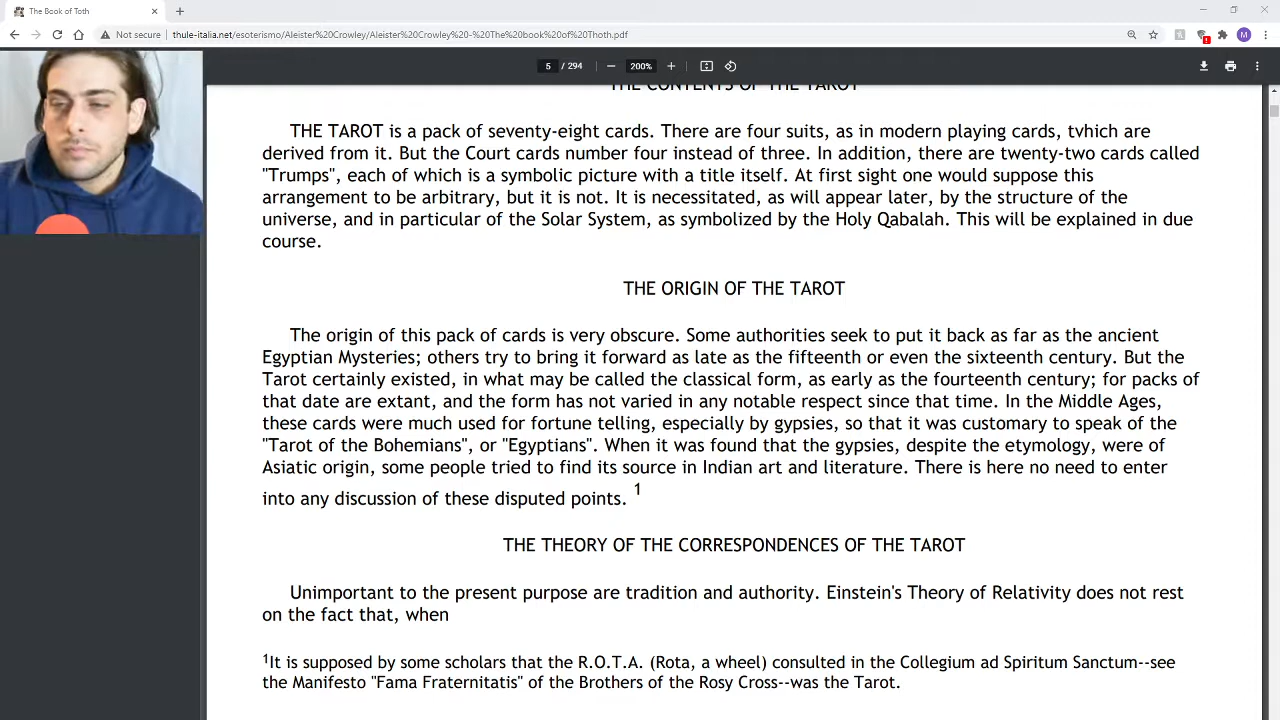 The Book of Toth
Not secure
thule-italia.net/esoterismo/Aleister%20Crowley/Aleister%20Crowley%20-%20The%20book%20of%20Thoth.pdf
M
5 / 294
200%
THE CONTENTS OF THE TAROT
THE TAROT is a pack of seventy-eight cards. There are four suits, as in modern playing cards, tvhich are
derived from it. But the Court cards number four instead of three. In addition, there are twenty-two cards called
"Trumps", each of which is a symbolic picture with a title itself. At first sight one would suppose this
arrangement to be arbitrary, but it is not. It is necessitated, as will appear later, by the structure of the
universe, and in particular of the Solar System, as symbolized by the Holy Qabalah. This will be explained in due
course.
THE ORIGIN OF THE TAROT
The origin of this pack of cards is very obscure. Some authorities seek to put it back as far as the ancient
Egyptian Mysteries; others try to bring it forward as late as the fifteenth or even the sixteenth century. But the
Tarot certainly existed, in what may be called the classical form, as early as the fourteenth century; for packs of
that date are extant, and the form has not varied in any notable respect since that time. In the Middle Ages,
these cards were much used for fortune telling, especially by gypsies, so that it was customary to speak of the
"Tarot of the Bohemians", or "Egyptians". When it was found that the gypsies, despite the etymology, were of
Asiatic origin, some people tried to find its source in Indian art and literature. There is here no need to enter
into any discussion of these disputed points. 1
THE THEORY OF THE CORRESPONDENCES OF THE TAROT
Unimportant to the present purpose are tradition and authority. Einstein's Theory of Relativity does not rest
on the fact that, when
1It is supposed by some scholars that the R.O.T.A. (Rota, a wheel) consulted in the Collegium ad Spiritum Sanctum--see
the Manifesto "Fama Fraternitatis" of the Brothers of the Rosy Cross--was the Tarot.